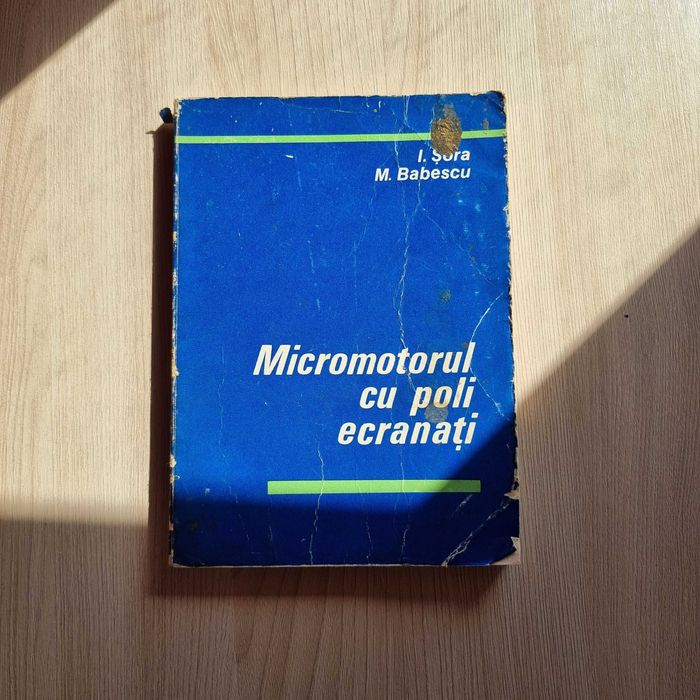 I. Șora
M. Babescu
Micromotorul
cu poli
ecranați